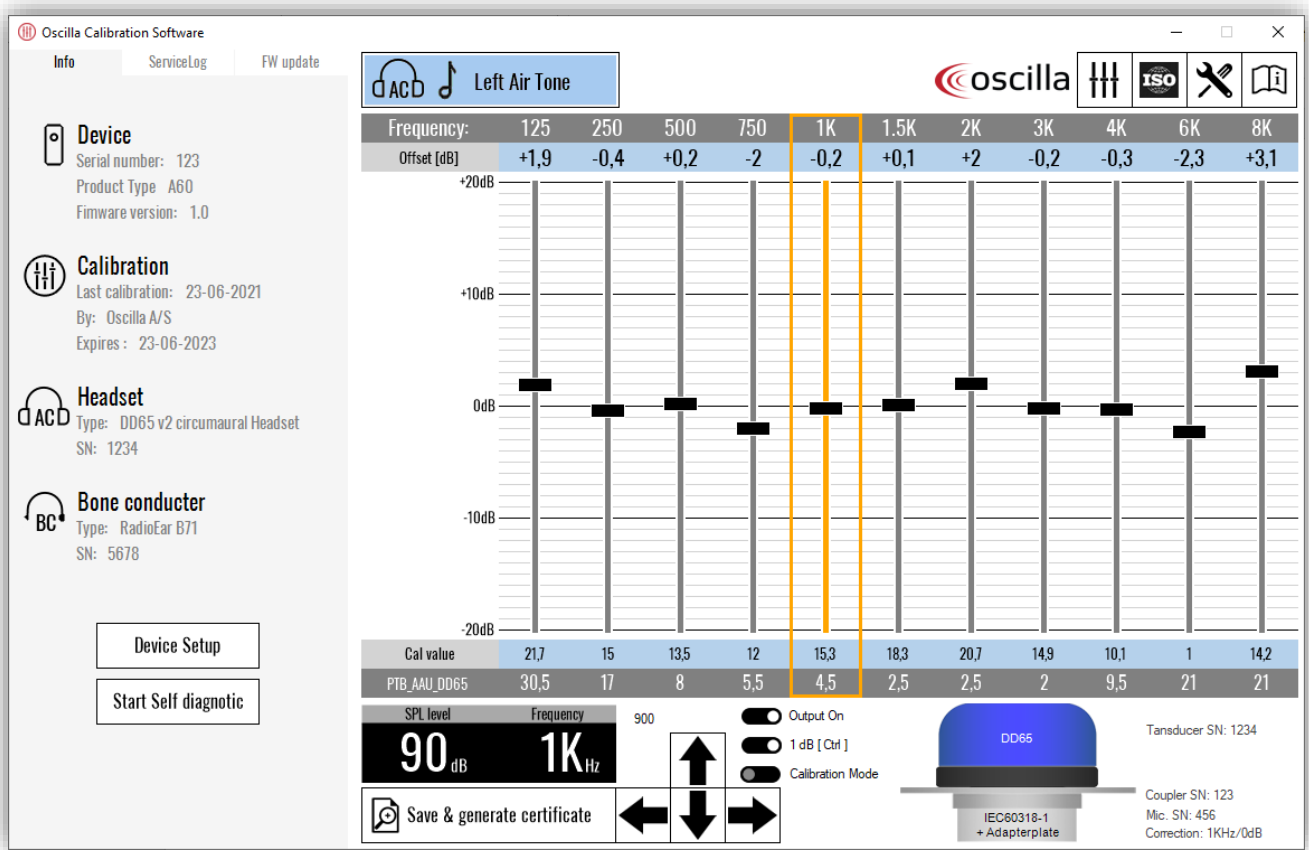 Oscilla Calibration Software
Info ServiceLog FW update
Device
Serial number: 123
Product Type A60
Fimware version: 1.0
Calibration
Last calibration: 23-06-2021
By: Oscilla A/S
Expires : 23-06-2023
ACD
Headset
Type: DD65 v2 circumaural Headset
SN: 1234
BC
Bone conducter
Type: RadioEar B71
SN: 5678
Device Setup
Start Self diagnotic
ACD Left Air Tone
oscilla
ISO
Frequency: 125 250 500 750 1K 1.5K 2K 3K 4K 6K 8K
Offset [dB] +1,9 -0,4 +0,2 -2 -0,2 +0,1 +2 -0,2 -0,3 -2,3 +3,1
+20dB
+10dB
0dB
-10dB
-20dB
Cal value 21,7 15 13,5 12 15,3 18,3 20,7 14,9 10,1 1 14,2
PTB_AAU_DD65 30,5 17 8 5,5 4,5 2,5 2,5 2 9,5 21 21
SPL level Frequency
90 dB 1K Hz
900
Output On
1 dB [ Ctrl ]
Calibration Mode
Save & generate certificate
DD65
IEC60318-1
+ Adapterplate
Tansducer SN: 1234
Coupler SN: 123
Mic. SN: 456
Correction: 1KHz/0dB